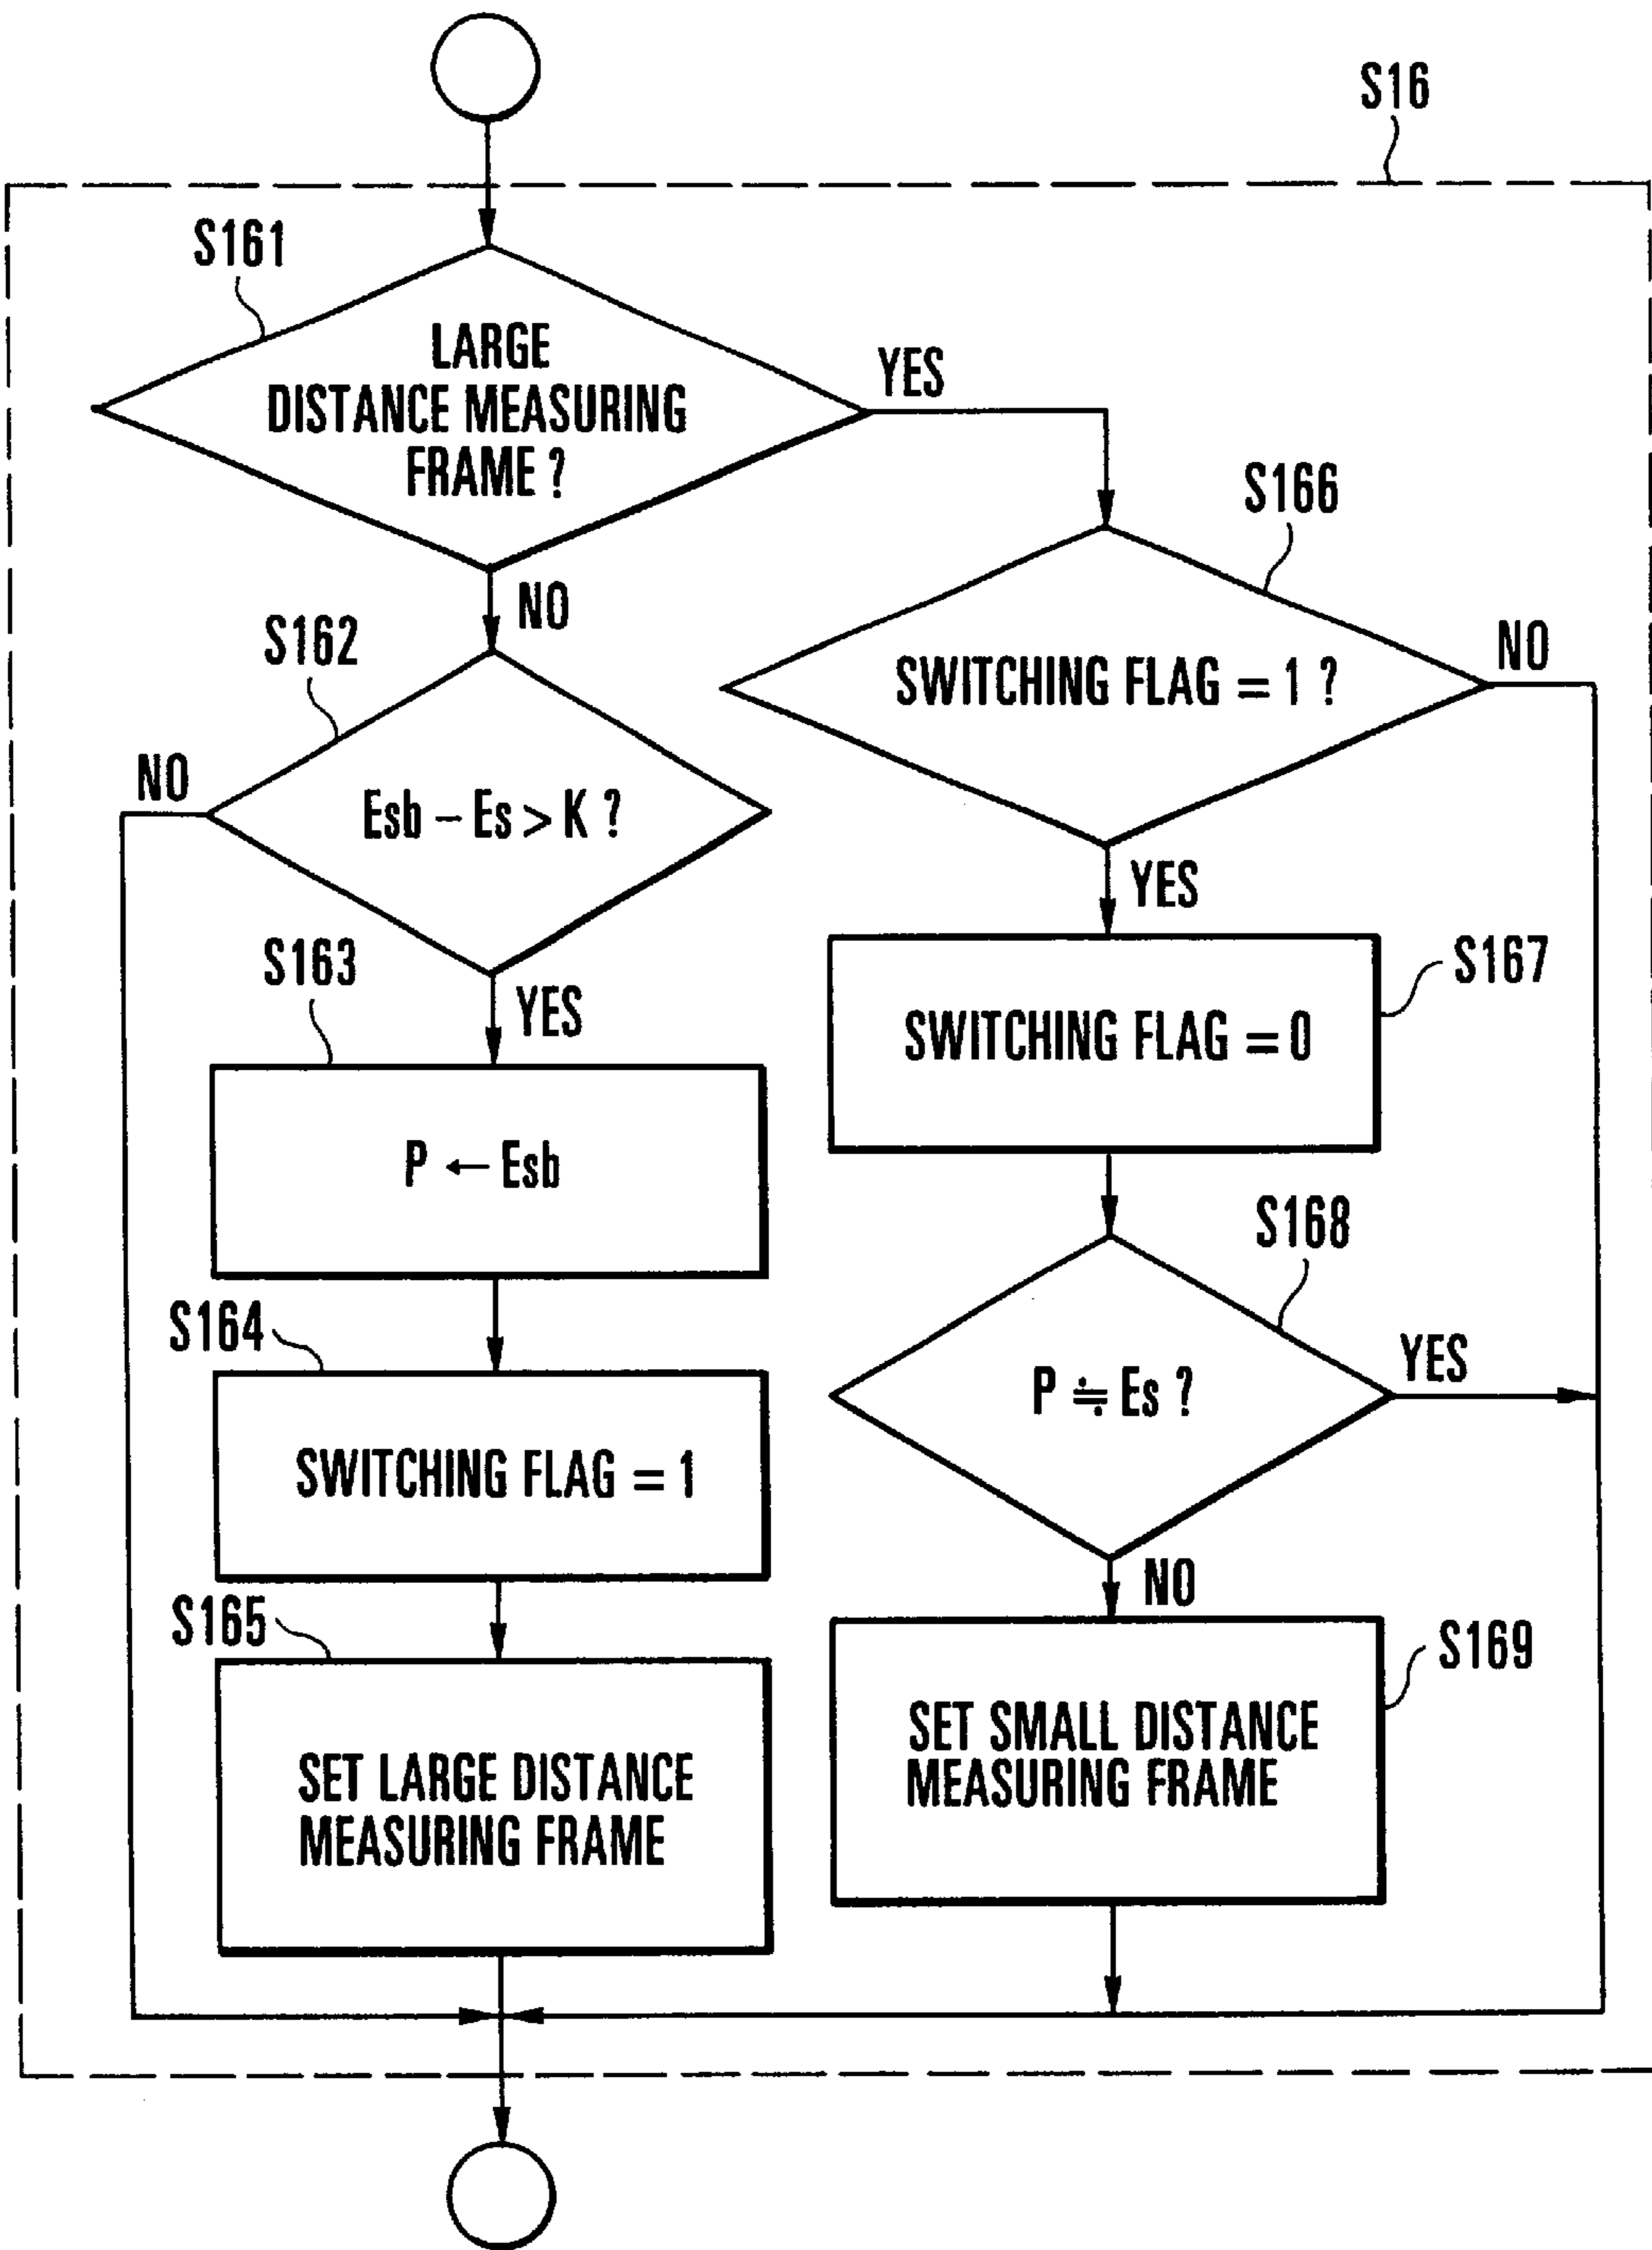 S16
S161
LARGE
DISTANCE MEASURING
FRAME ?
YES
NO
S162
Esb – Es > K ?
NO
YES
S163
P ← Esb
S164
SWITCHING FLAG = 1
S165
SET LARGE DISTANCE
MEASURING FRAME
S166
SWITCHING FLAG = 1 ?
NO
YES
S167
SWITCHING FLAG = 0
S168
P ≒ Es ?
YES
NO
S169
SET SMALL DISTANCE
MEASURING FRAME